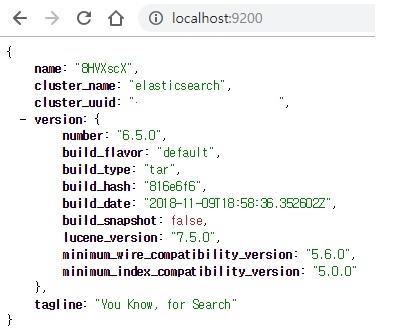 localhost:9200
{
name: "8HVXscX",
cluster_name: "elasticsearch",
cluster_uuid: "- ",
- version: {
number: "6.5.0",
build_flavor: "default",
build_type: "tar",
build_hash: "816e6f6",
build_date: "2018-11-09T18:58:36.352602Z",
build_snapshot: false,
lucene_version: "7.5.0",
minimum_wire_compatibility_version: "5.6.0",
minimum_index_compatibility_version: "5.0.0"
},
tagline: "You Know, for Search"
}